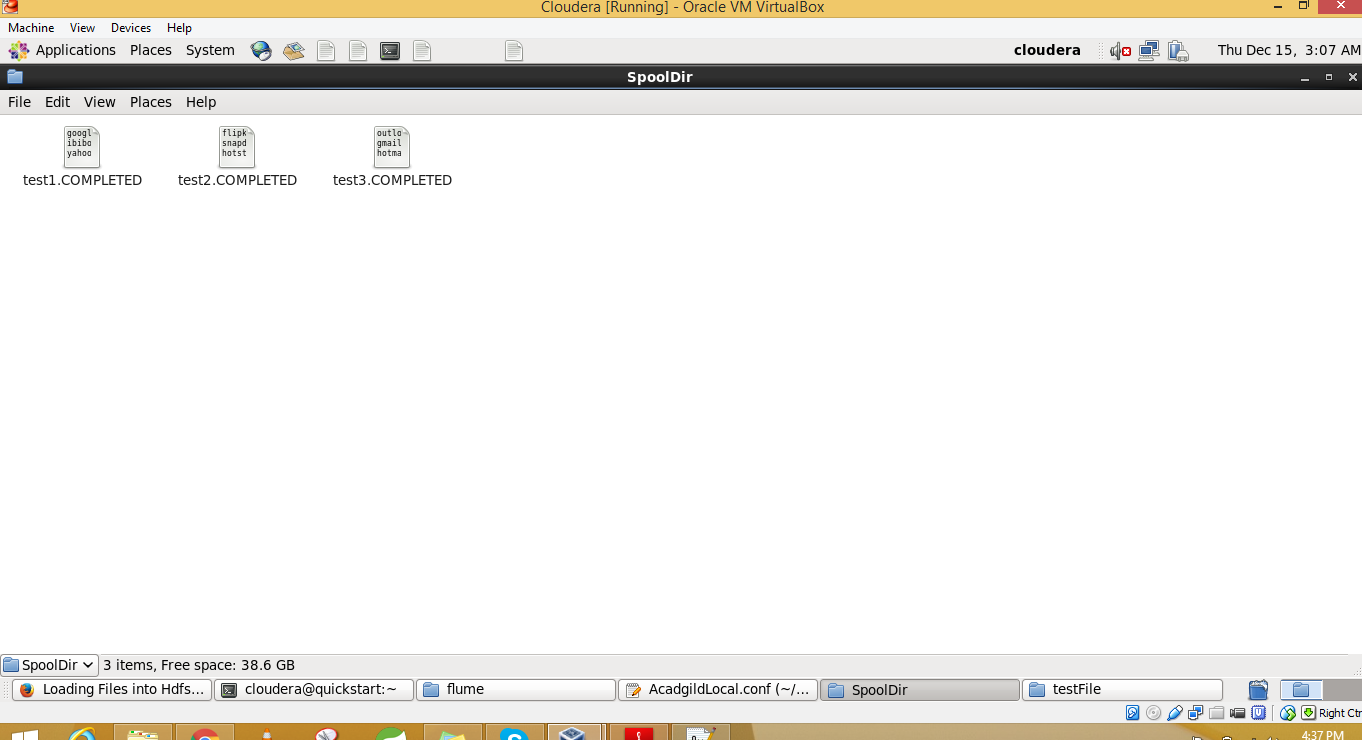 Cloudera [Running] - Oracle VM VirtualBox
Machine View Devices Help
Applications Places System cloudera Thu Dec 15, 3:07 AM
SpoolDir
File Edit View Places Help
googl
ibibo
yahoo
flipk
snapd
hotst
outlo
gmail
hotma
test1.COMPLETED test2.COMPLETED test3.COMPLETED
SpoolDir 3 items, Free space: 38.6 GB
Loading Files into Hdfs... cloudera@quickstart:~ flume AcadgildLocal.conf (~/... SpoolDir testFile
Right Ctr
4:37 PM